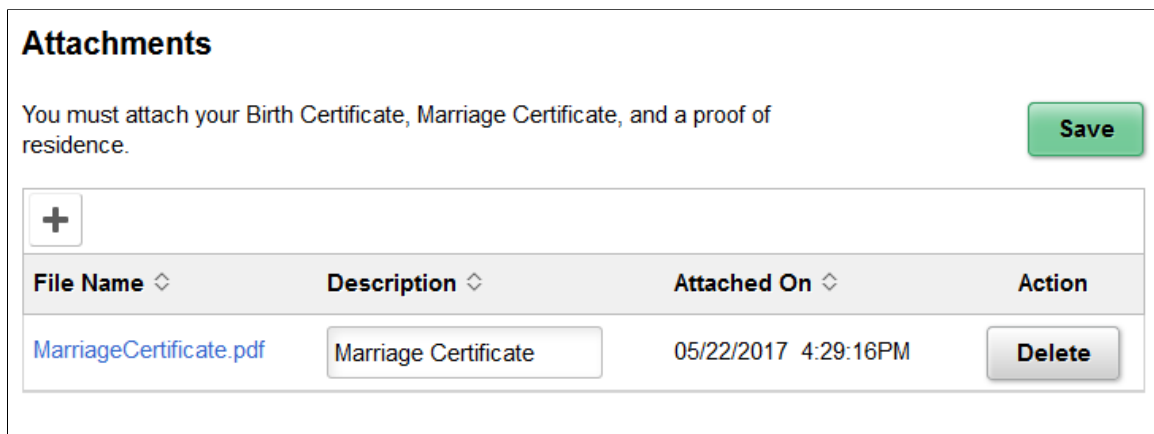 Attachments
You must attach your Birth Certificate, Marriage Certificate, and a proof of
residence.
Save
+
File Name Description Attached On Action
MarriageCertificate.pdf Marriage Certificate 05/22/2017 4:29:16PM Delete